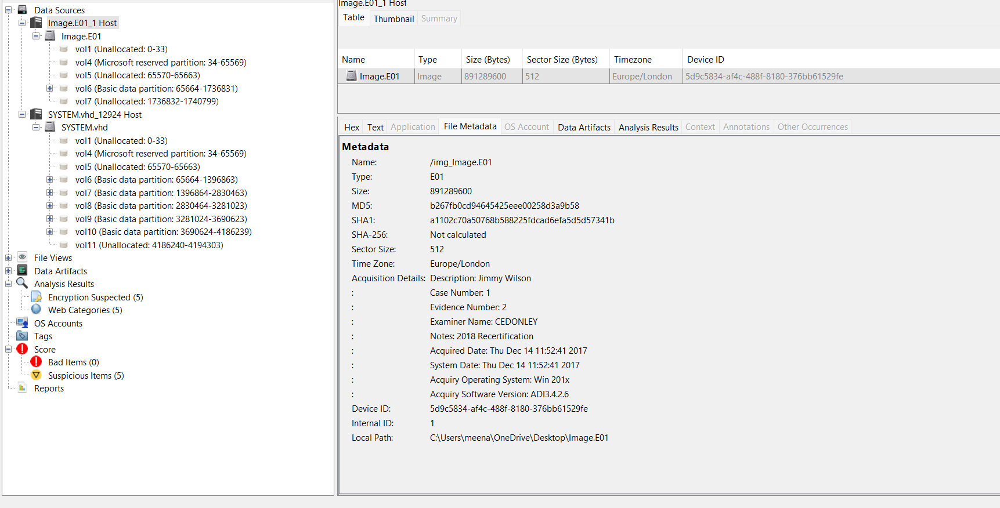 Data Sources
Image.E01_1 Host
Image.E01
vol1 (Unallocated: 0-33)
vol4 (Microsoft reserved partition: 34-65569)
vol5 (Unallocated: 65570-65663)
vol6 (Basic data partition: 65664-1736831)
vol7 (Unallocated: 1736832-1740799)
SYSTEM.vhd_12924 Host
SYSTEM.vhd
vol1 (Unallocated: 0-33)
vol4 (Microsoft reserved partition: 34-65569)
vol5 (Unallocated: 65570-65663)
vol6 (Basic data partition: 65664-1396863)
vol7 (Basic data partition: 1396864-2830463)
vol8 (Basic data partition: 2830464-3281023)
vol9 (Basic data partition: 3281024-3690623)
vol10 (Basic data partition: 3690624-4186239)
vol11 (Unallocated: 4186240-4194303)
File Views
Data Artifacts
Analysis Results
Encryption Suspected (5)
Web Categories (5)
OS Accounts
Tags
Score
Bad Items (0)
Suspicious Items (5)
Reports
Image.E01_1 Host
Table Thumbnail Summary
Name Type Size (Bytes) Sector Size (Bytes) Timezone Device ID
Image.E01 Image 891289600 512 Europe/London 5d9c5834-af4c-488f-8180-376bb61529fe
Hex Text Application File Metadata OS Account Data Artifacts Analysis Results Context Annotations Other Occurrences
Metadata
Name: /img_Image.E01
Type: E01
Size: 891289600
MD5: b267fb0cd94645425eee00258d3a9b58
SHA1: a1102c70a50768b588225fdcad6efa5d5d57341b
SHA-256: Not calculated
Sector Size: 512
Time Zone: Europe/London
Acquisition Details: Description: Jimmy Wilson
: Case Number: 1
: Evidence Number: 2
: Examiner Name: CEDONLEY
: Notes: 2018 Recertification
: Acquired Date: Thu Dec 14 11:52:41 2017
: System Date: Thu Dec 14 11:52:41 2017
: Acquiry Operating System: Win 201x
: Acquiry Software Version: ADI3.4.2.6
Device ID: 5d9c5834-af4c-488f-8180-376bb61529fe
Internal ID: 1
Local Path: C:\Users\meena\OneDrive\Desktop\Image.E01